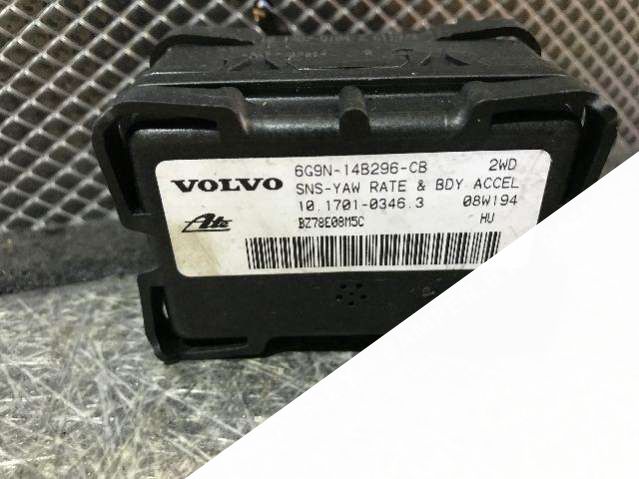 6G9N-14B296-CB 2WD
VOLVO SNS-YAW RATE & BDY ACCEL
10.1701-0346.3 08W194
Ate BZ78E08M5C HU